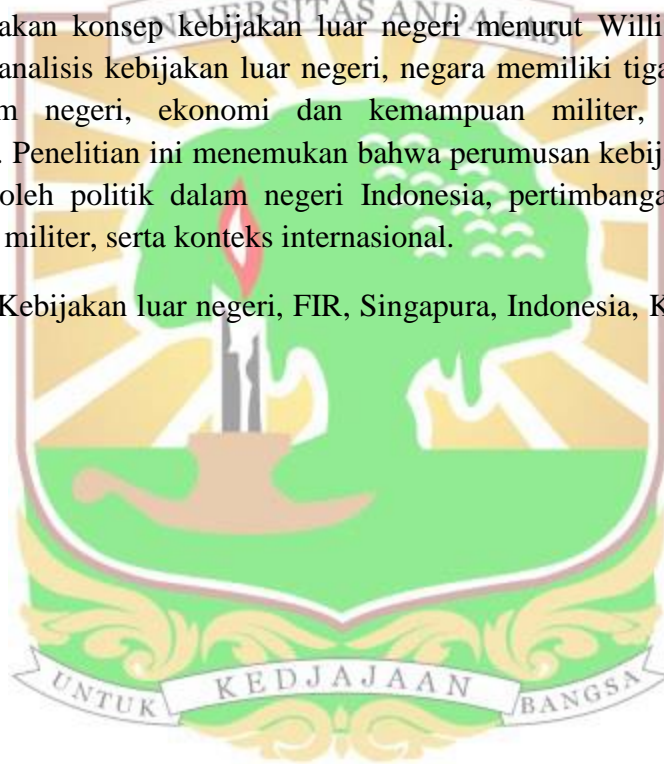 UNIVERSITAS ANDALAS
akan konsep kebijakan luar negeri menurut Willi
analisis kebijakan luar negeri, negara memiliki tiga
m negeri, ekonomi dan kemampuan militer,
. Penelitian ini menemukan bahwa perumusan kebij
oleh politik dalam negeri Indonesia, pertimbanga
militer, serta konteks internasional.
Kebijakan luar negeri, FIR, Singapura, Indonesia, K
UNTUK KEDJAJAAN BANGSA